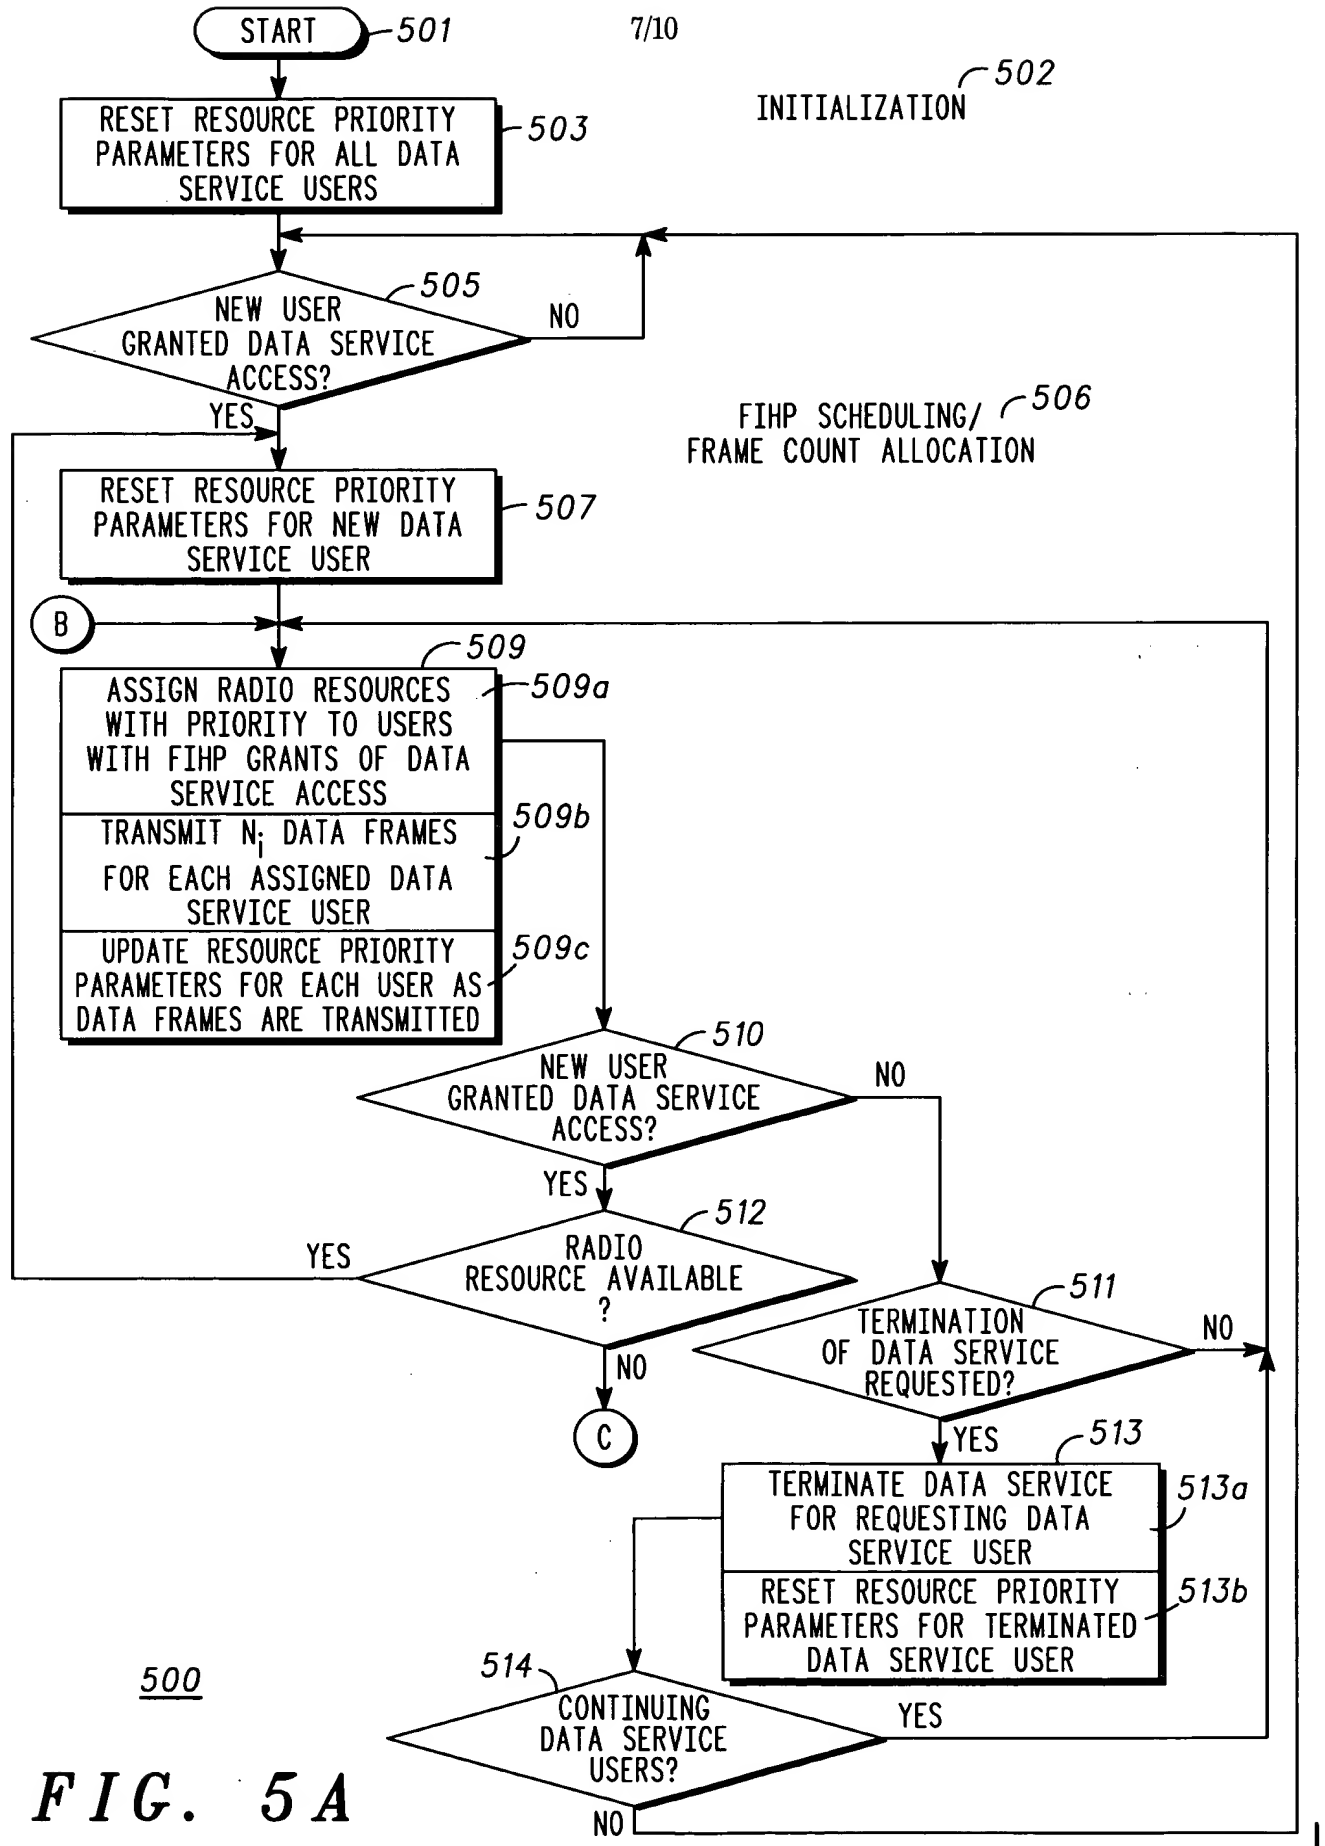 START
501
7/10
502
INITIALIZATION
RESET RESOURCE PRIORITY
PARAMETERS FOR ALL DATA
SERVICE USERS
503
505
NEW USER
GRANTED DATA SERVICE
ACCESS?
NO
YES
FIHP SCHEDULING/
FRAME COUNT ALLOCATION
506
RESET RESOURCE PRIORITY
PARAMETERS FOR NEW DATA
SERVICE USER
507
B
509
ASSIGN RADIO RESOURCES
WITH PRIORITY TO USERS
WITH FIHP GRANTS OF DATA
SERVICE ACCESS
509a
TRANSMIT Ni DATA FRAMES
FOR EACH ASSIGNED DATA
SERVICE USER
509b
UPDATE RESOURCE PRIORITY
PARAMETERS FOR EACH USER AS
DATA FRAMES ARE TRANSMITTED
509c
510
NEW USER
GRANTED DATA SERVICE
ACCESS?
NO
YES
512
RADIO
RESOURCE AVAILABLE
?
YES
NO
C
511
TERMINATION
OF DATA SERVICE
REQUESTED?
NO
YES
513
TERMINATE DATA SERVICE
FOR REQUESTING DATA
SERVICE USER
513a
RESET RESOURCE PRIORITY
PARAMETERS FOR TERMINATED
DATA SERVICE USER
513b
514
CONTINUING
DATA SERVICE
USERS?
YES
NO
500
FIG. 5A